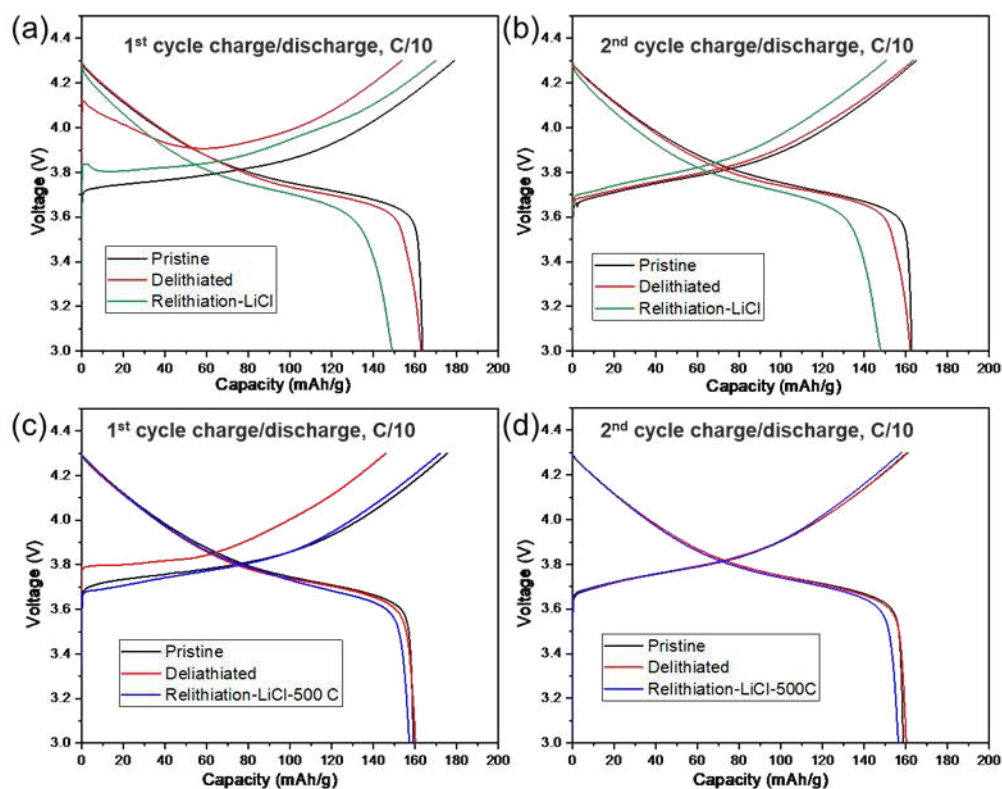 (a)
1st cycle charge/discharge, C/10
4.4
4.2
4.0
3.8
3.6
3.4
3.2
3.0
Voltage (V)
Pristine
Delithiated
Relithiation-LiCl
0 20 40 60 80 100 120 140 160 180 200
Capacity (mAh/g)
(b)
2nd cycle charge/discharge, C/10
4.4
4.2
4.0
3.8
3.6
3.4
3.2
3.0
Voltage (V)
Pristine
Delithiated
Relithiation-LiCl
0 20 40 60 80 100 120 140 160 180 200
Capacity (mAh/g)
(c)
1st cycle charge/discharge, C/10
4.4
4.2
4.0
3.8
3.6
3.4
3.2
3.0
Voltage (V)
Pristine
Deliathiated
Relithiation-LiCl-500 C
0 20 40 60 80 100 120 140 160 180 200
Capacity (mAh/g)
(d)
2nd cycle charge/discharge, C/10
4.4
4.2
4.0
3.8
3.6
3.4
3.2
3.0
Voltage (V)
Pristine
Delithiated
Relithiation-LiCl-500C
0 20 40 60 80 100 120 140 160 180 200
Capacity (mAh/g)